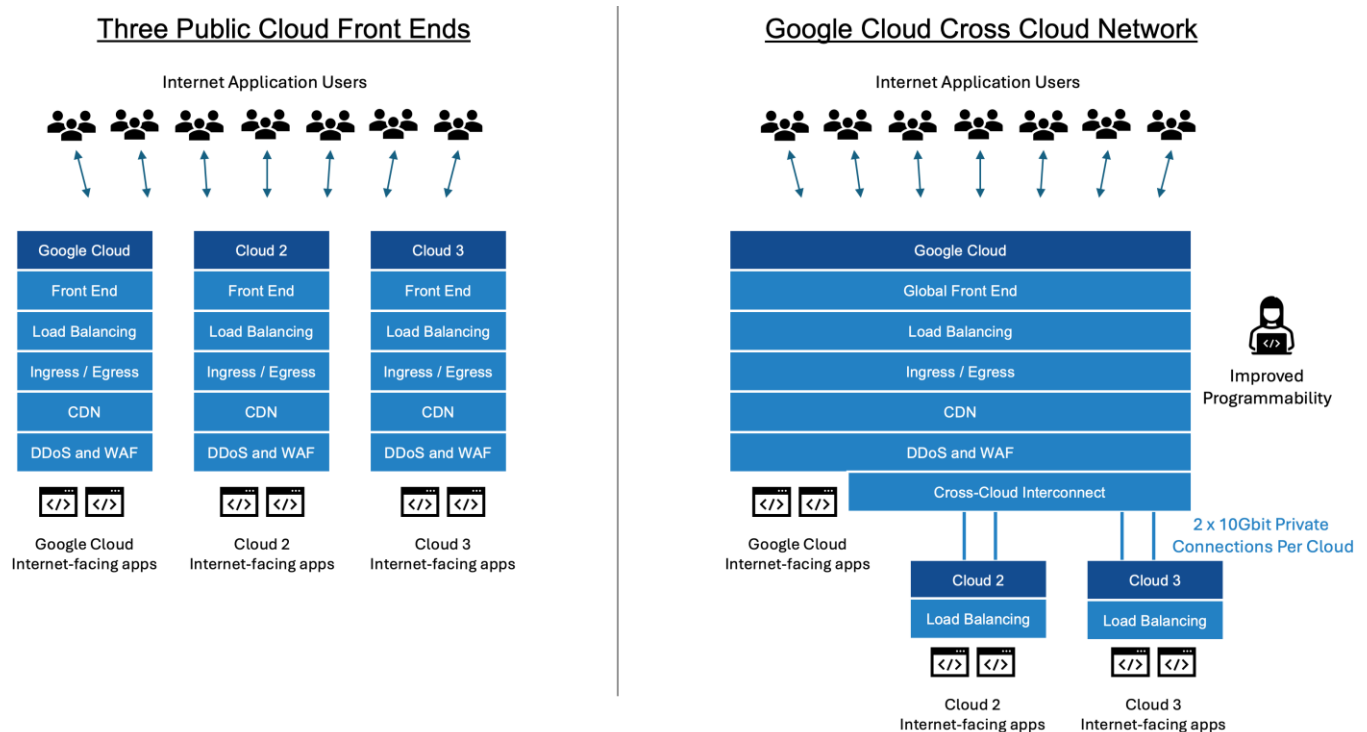 Three Public Cloud Front Ends
Internet Application Users
Google Cloud
Front End
Load Balancing
Ingress / Egress
CDN
DDoS and WAF
</>
</>
Google Cloud
Internet-facing apps
Cloud 2
Front End
Load Balancing
Ingress / Egress
CDN
DDoS and WAF
</>
</>
Cloud 2
Internet-facing apps
Cloud 3
Front End
Load Balancing
Ingress / Egress
CDN
DDoS and WAF
</>
</>
Cloud 3
Internet-facing apps
Google Cloud Cross Cloud Network
Internet Application Users
Google Cloud
Global Front End
Load Balancing
Ingress / Egress
CDN
DDoS and WAF
Cross-Cloud Interconnect
</>
</>
Google Cloud
Internet-facing apps
</>
Improved
Programmability
2 x 10Gbit Private
Connections Per Cloud
Cloud 2
Load Balancing
</>
</>
Cloud 2
Internet-facing apps
Cloud 3
Load Balancing
</>
</>
Cloud 3
Internet-facing apps